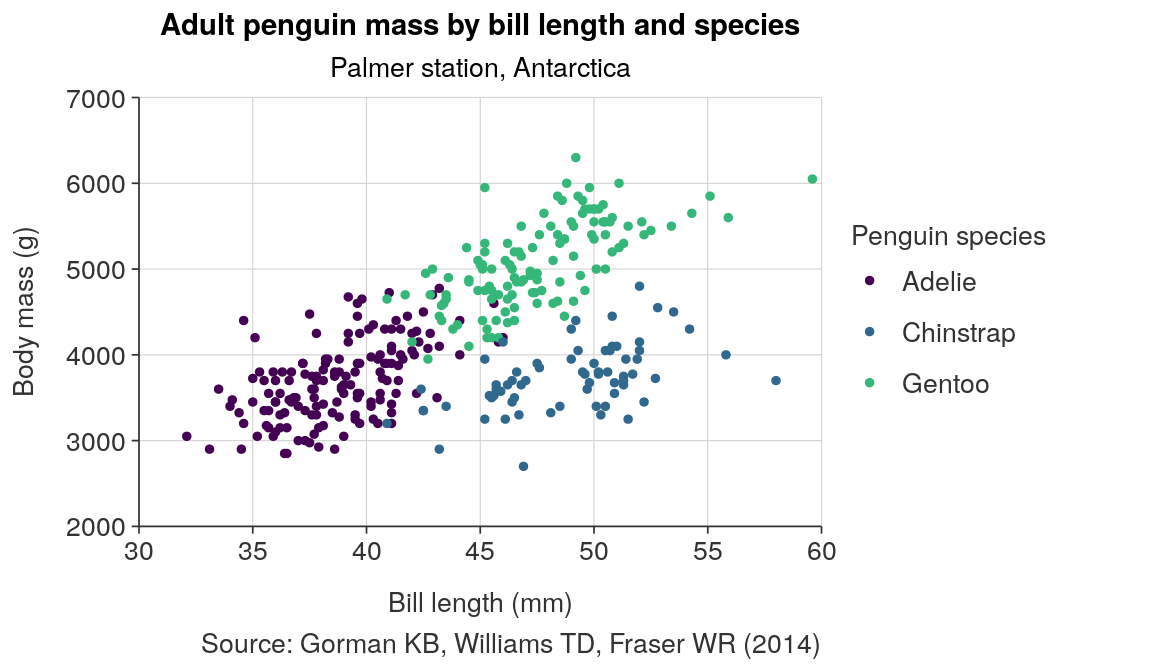 Adult penguin mass by bill length and species
Palmer station, Antarctica
7000
6000
5000
4000
3000
2000
Body mass (g)
30 35 40 45 50 55 60
Bill length (mm)
Penguin species
Adelie
Chinstrap
Gentoo
Source: Gorman KB, Williams TD, Fraser WR (2014)